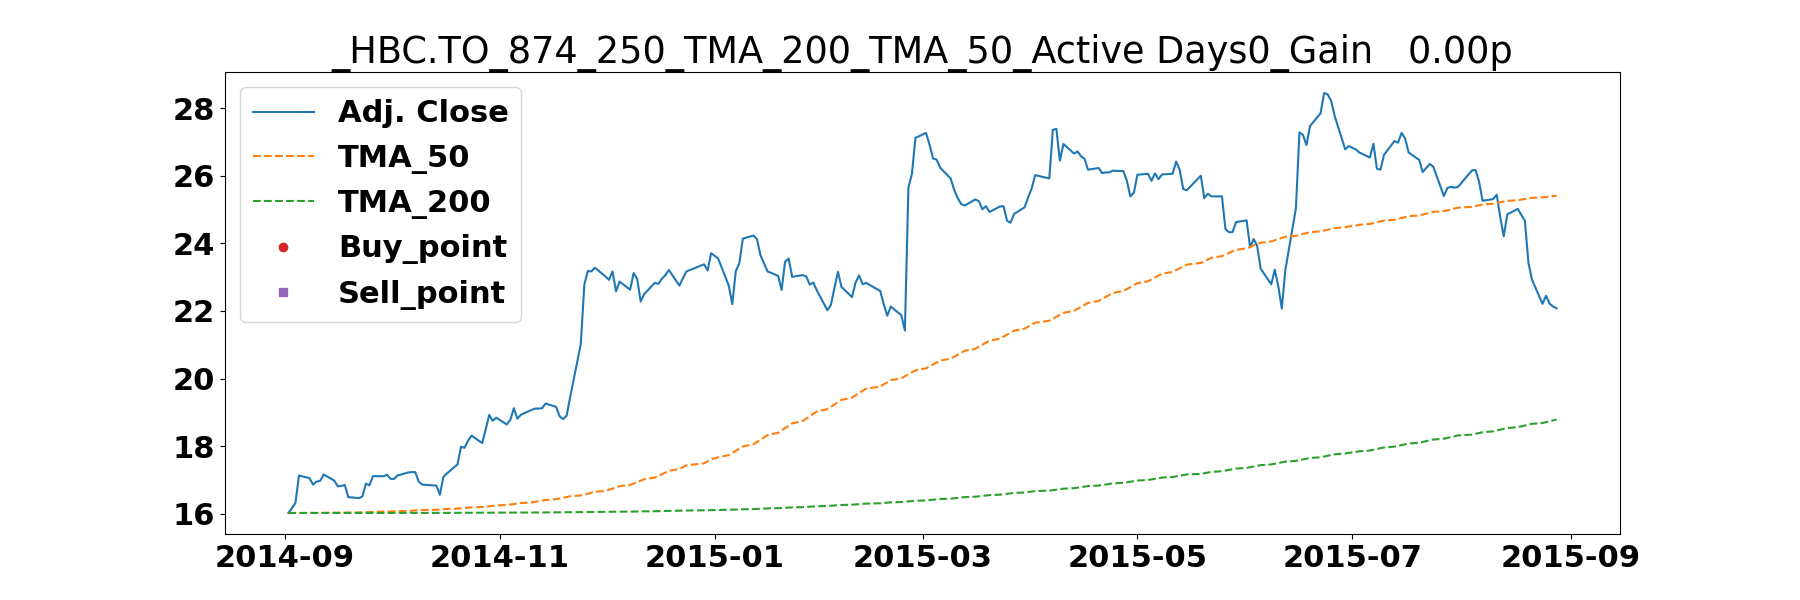 _HBC.TO_874_250_TMA_200_TMA_50_Active Days0_Gain   0.00p
28
26
24
22
20
18
16
Adj. Close
TMA_50
TMA_200
Buy_point
Sell_point
2014-09 2014-11 2015-01 2015-03 2015-05 2015-07 2015-09